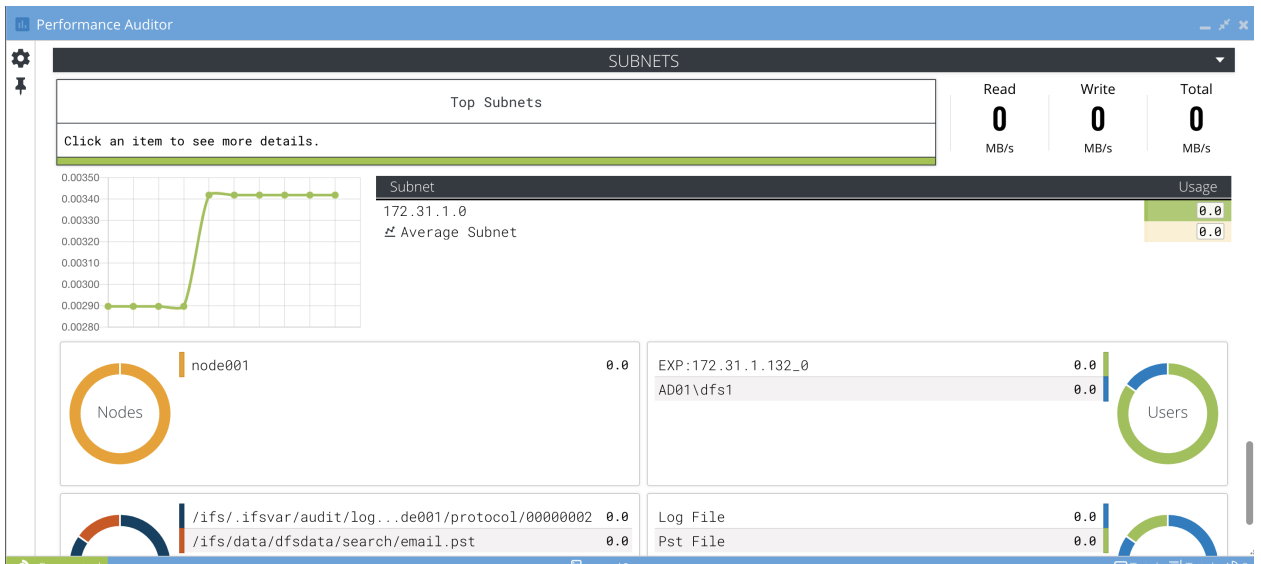 Performance Auditor
SUBNETS
Top Subnets
Click an item to see more details.
Read
0
MB/s
Write
0
MB/s
Total
0
MB/s
0.00350
0.00340
0.00330
0.00320
0.00310
0.00300
0.00290
0.00280
Subnet Usage
172.31.1.0 0.0
Average Subnet 0.0
Nodes
node001 0.0
EXP:172.31.1.132_0 0.0
AD01\dfs1 0.0
Users
/ifs/.ifsvar/audit/log...de001/protocol/00000002 0.0
/ifs/data/dfsdata/search/email.pst 0.0
Log File 0.0
Pst File 0.0